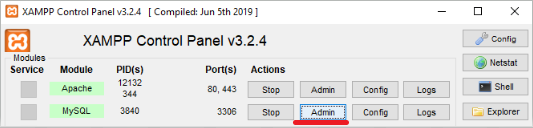 XAMPP Control Panel v3.2.4 [ Compiled: Jun 5th 2019 ]
XAMPP Control Panel v3.2.4
Config
Netstat
Shell
Explorer
Modules
Service Module PID(s) Port(s) Actions
Apache 12132 344 80, 443 Stop Admin Config Logs
MySQL 3840 3306 Stop Admin Config Logs